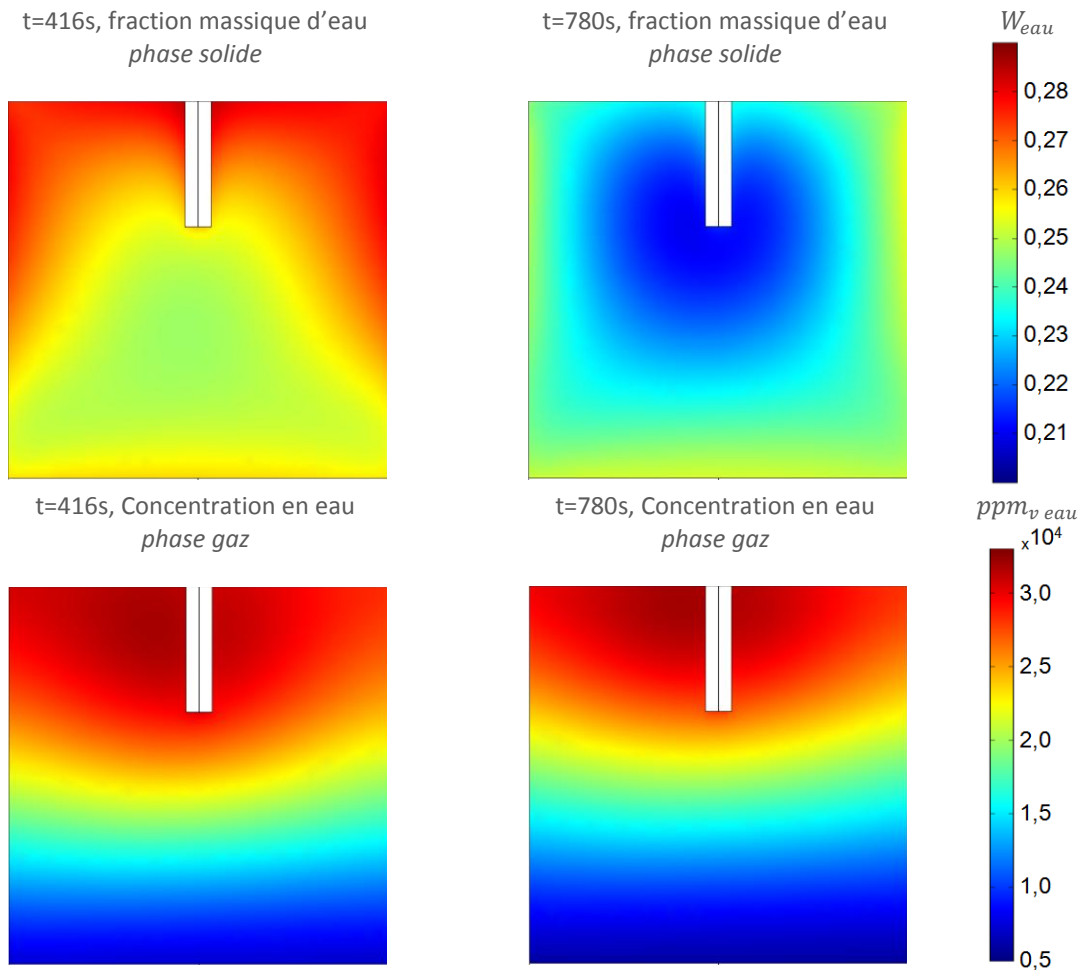 t=416s, fraction massique d’eau
phase solide
t=780s, fraction massique d’eau
phase solide
W_eau
0,28
0,27
0,26
0,25
0,24
0,23
0,22
0,21
t=416s, Concentration en eau
phase gaz
t=780s, Concentration en eau
phase gaz
ppm_v eau
x10⁴
3,0
2,5
2,0
1,5
1,0
0,5